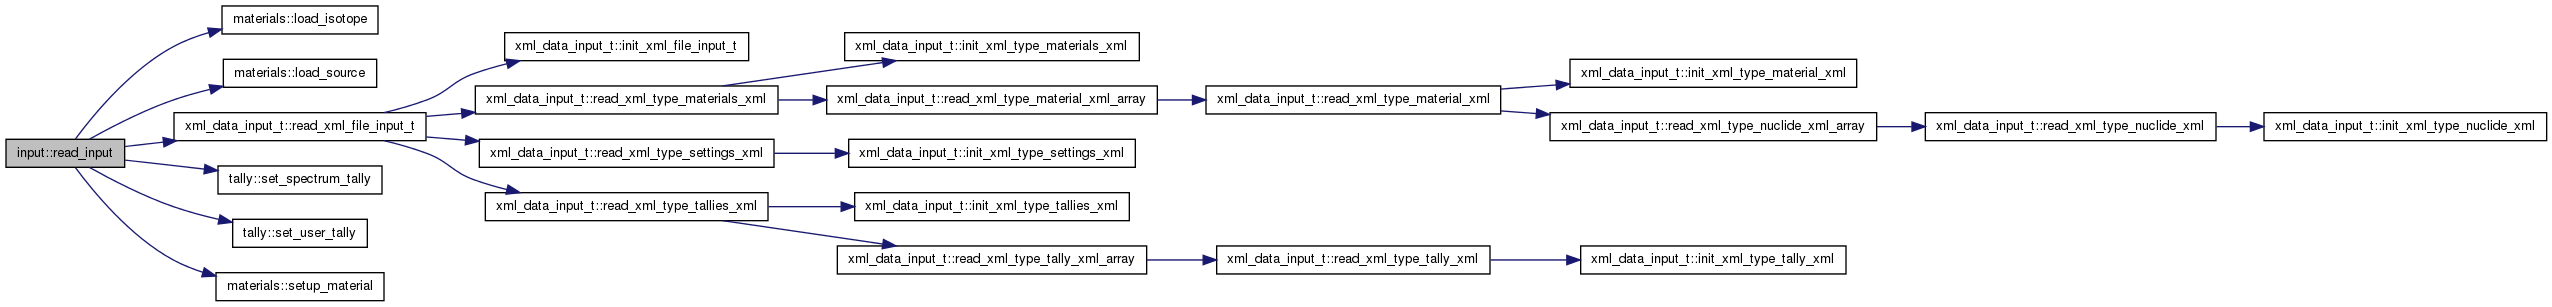 materials::load_isotope
xml_data_input_t::init_xml_file_input_t
xml_data_input_t::init_xml_type_materials_xml
materials::load_source
xml_data_input_t::init_xml_type_material_xml
xml_data_input_t::read_xml_type_materials_xml
xml_data_input_t::read_xml_type_material_xml_array
xml_data_input_t::read_xml_type_material_xml
xml_data_input_t::read_xml_file_input_t
xml_data_input_t::read_xml_type_nuclide_xml_array
xml_data_input_t::read_xml_type_nuclide_xml
xml_data_input_t::init_xml_type_nuclide_xml
input::read_input
xml_data_input_t::read_xml_type_settings_xml
xml_data_input_t::init_xml_type_settings_xml
tally::set_spectrum_tally
xml_data_input_t::read_xml_type_tallies_xml
xml_data_input_t::init_xml_type_tallies_xml
tally::set_user_tally
xml_data_input_t::read_xml_type_tally_xml_array
xml_data_input_t::read_xml_type_tally_xml
xml_data_input_t::init_xml_type_tally_xml
materials::setup_material